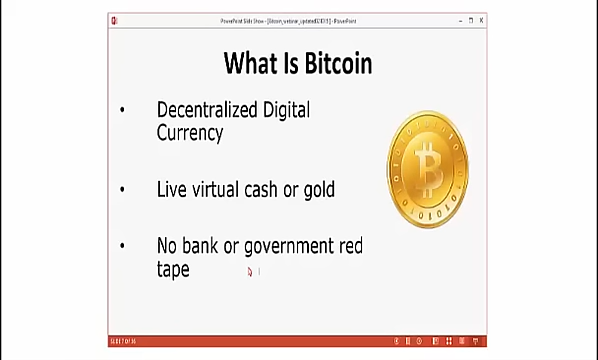 What Is Bitcoin
• Decentralized Digital
Currency
• Live virtual cash or gold
• No bank or government red
tape